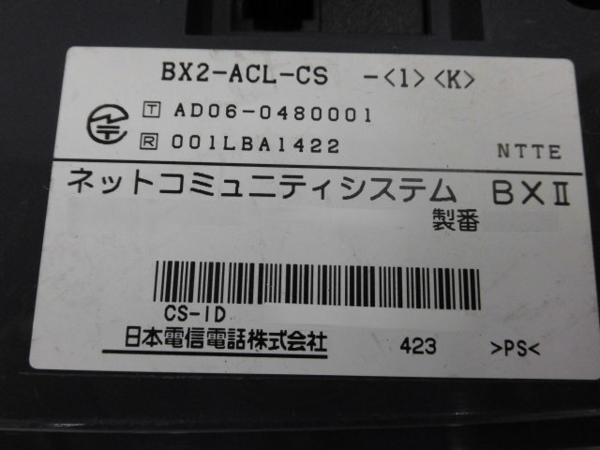 BX2-ACL-CS -<1><K>
T AD06-0480001
R 001LBA1422
NTTE
ネットコミュニティシステム BXⅡ
製番
CS-ID
日本電信電話株式会社 423 >PS<